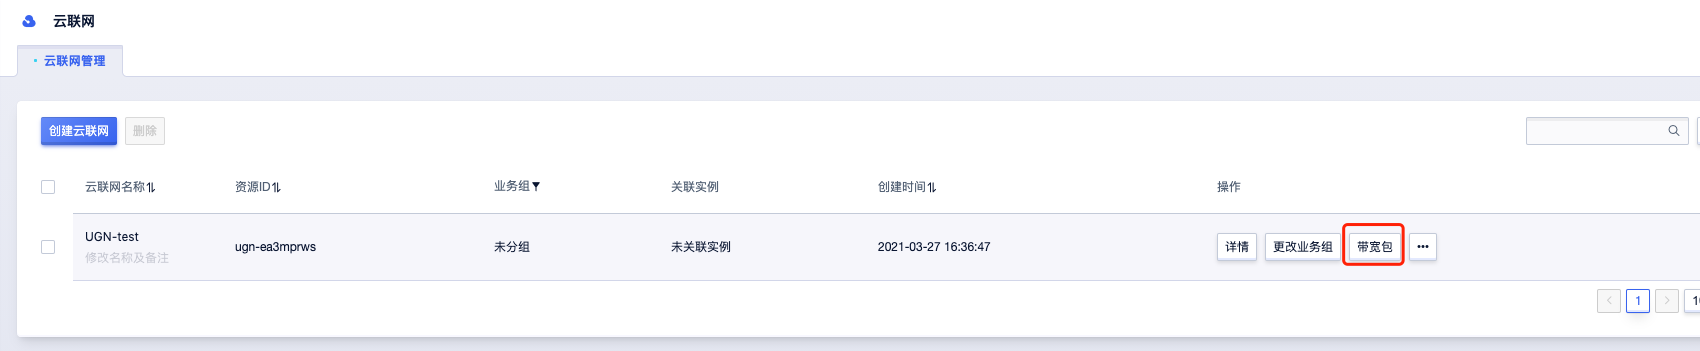 云联网
云联网管理
创建云联网 删除
云联网名称 资源ID 业务组 关联实例 创建时间 操作
UGN-test
修改名称及备注
ugn-ea3mprws 未分组 未关联实例 2021-03-27 16:36:47 详情 更改业务组 带宽包 •••
1